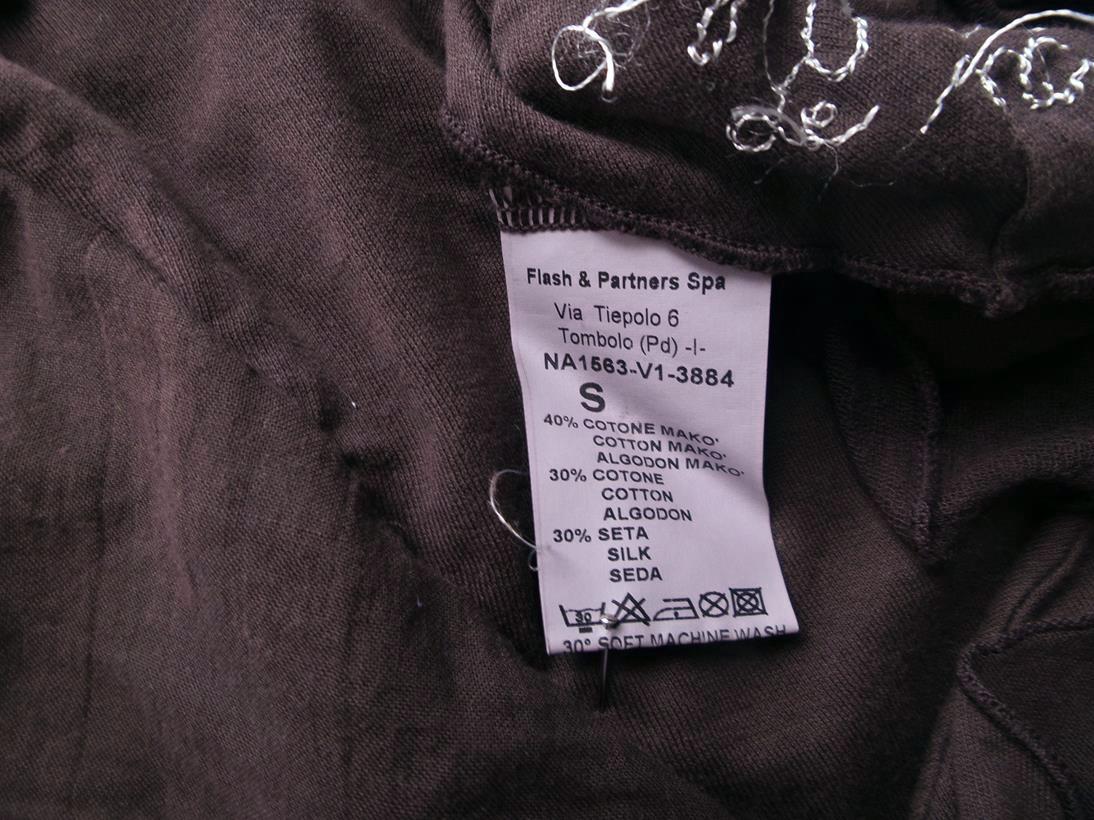 Flash & Partners Spa
Via Tiepolo 6
Tombolo (Pd) -I-
NA1563-V1-3884
S
40% COTONE MAKO'
COTTON MAKO'
ALGODON MAKO'
30% COTONE
COTTON
ALGODON
30% SETA
SILK
SEDA
30
30° SOFT MACHINE WASH